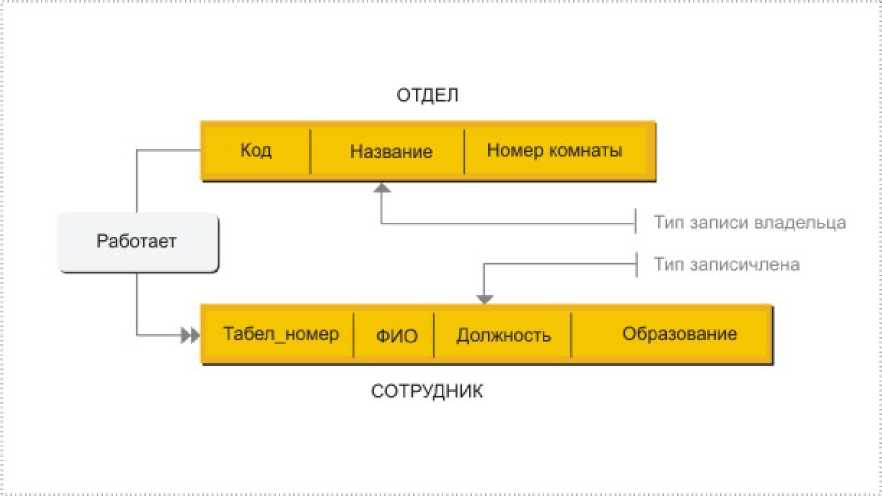 ОТДЕЛ
Код Название Номер комнаты
Тип записи владельца
Работает
Тип записичлена
Табел_номер ФИО Должность Образование
СОТРУДНИК